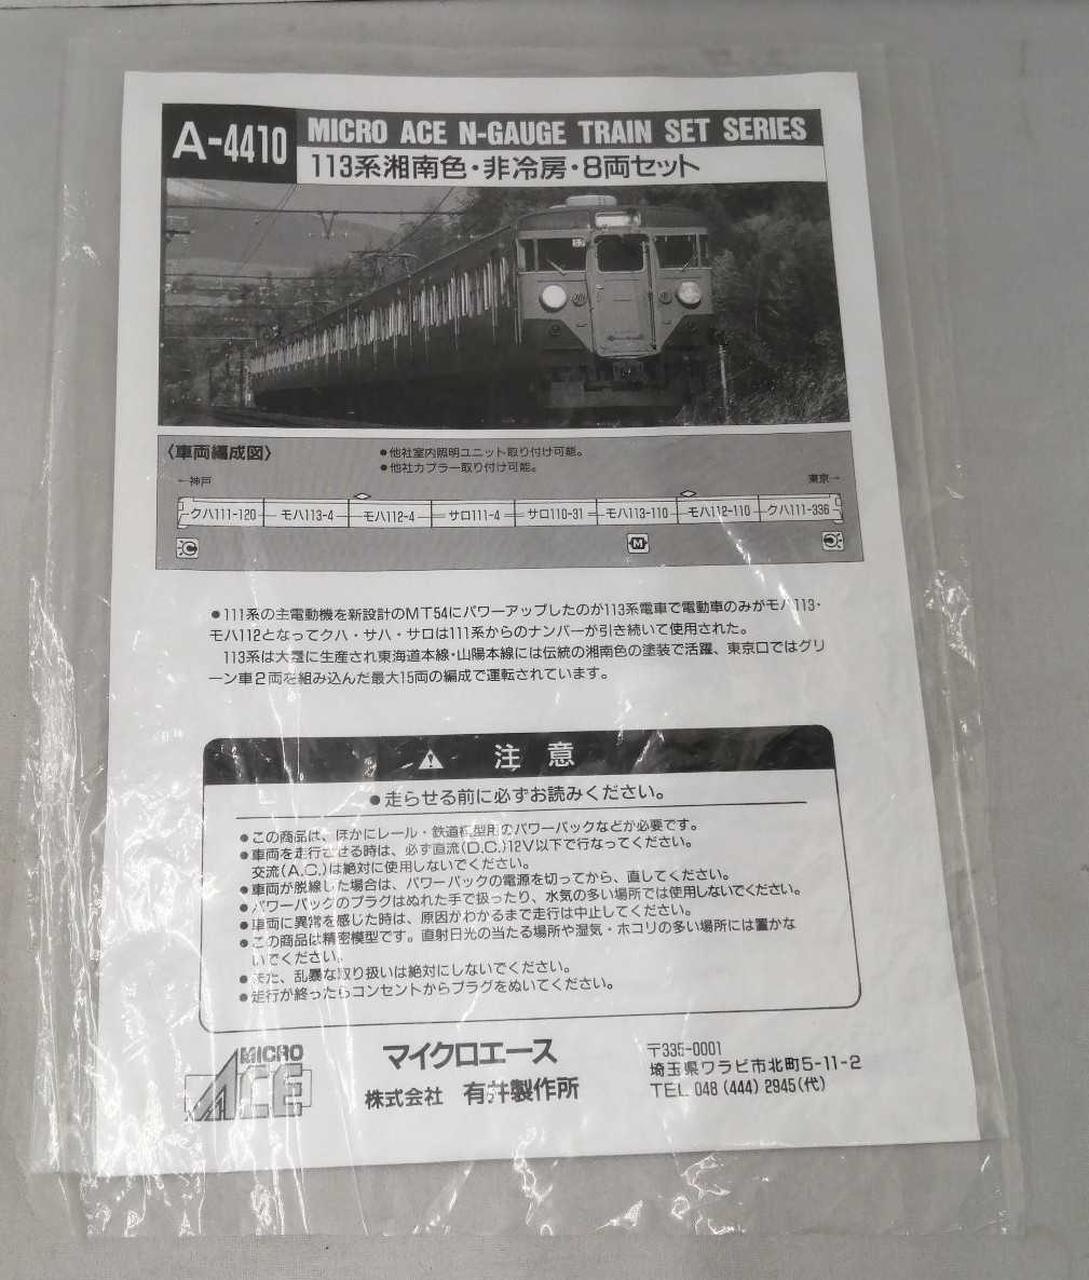 A-4410
MICRO ACE N-GAUGE TRAIN SET SERIES
113系湘南色・非冷房・8両セット
〈車両編成図〉
●他社室内照明ユニット取り付け可能。
●他社カプラー取り付け可能。
←神戸
東京→
クハ111-120 モハ113-4 モハ112-4 サロ111-4 サロ110-31 モハ113-110 モハ112-110 クハ111-336
C M C
●111系の主電動機を新設計のMT54にパワーアップしたのが113系電車で電動車のみがモハ113・
モハ112となってクハ・サハ・サロは111系からのナンバーが引き続いて使用された。
113系は大量に生産され東海道本線・山陽本線には伝統の湘南色の塗装で活躍、東京口ではグリ
ーン車2両を組み込んだ最大15両の編成で運転されています。
注意
●走らせる前に必ずお読みください。
●この商品は、ほかにレール・鉄道模型用のパワーパックなどが必要です。
●車両を走行させる時は、必ず直流(D.C.)12V以下で行なってください。
交流(A.C.)は絶対に使用しないでください。
●車両が脱線した場合は、パワーパックの電源を切ってから、直してください。
●パワーパックのプラグはぬれた手で扱ったり、水気の多い場所では使用しないでください。
●車両に異常を感じた時は、原因がわかるまで走行は中止してください。
●この商品は精密模型です。直射日光の当たる場所や湿気・ホコリの多い場所には置かな
いでください。
●また、乱暴な取り扱いは絶対にしないでください。
●走行が終ったらコンセントからプラグをぬいてください。
MICRO
ACE
マイクロエース
株式会社 有井製作所
〒335-0001
埼玉県ワラビ市北町5-11-2
TEL 048 (444) 2945(代)